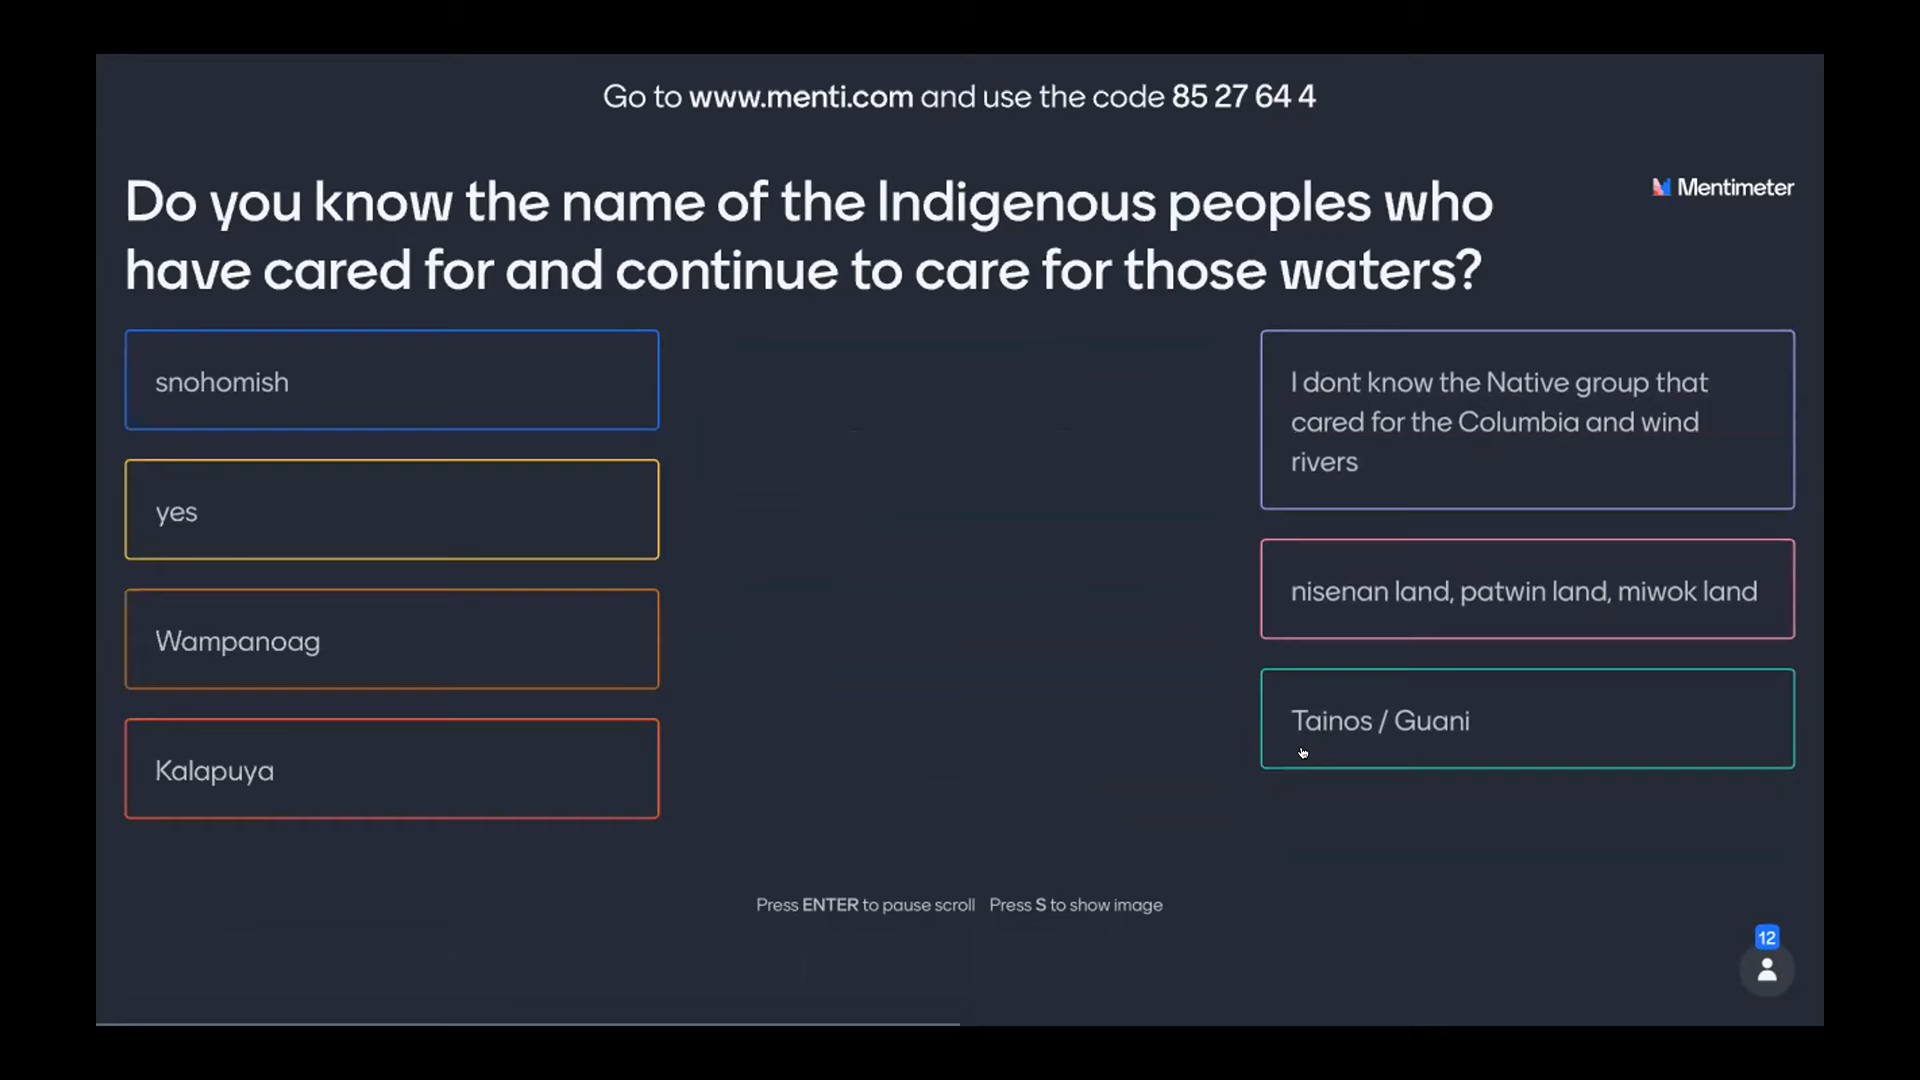 Go to www.menti.com and use the code 85 27 64 4
Do you know the name of the Indigenous peoples who
have cared for and continue to care for those waters?
Mentimeter
snohomish
yes
Wampanoag
Kalapuya
I dont know the Native group that
cared for the Columbia and wind
rivers
nisenan land, patwin land, miwok land
Tainos / Guani
Press ENTER to pause scroll Press S to show image
12